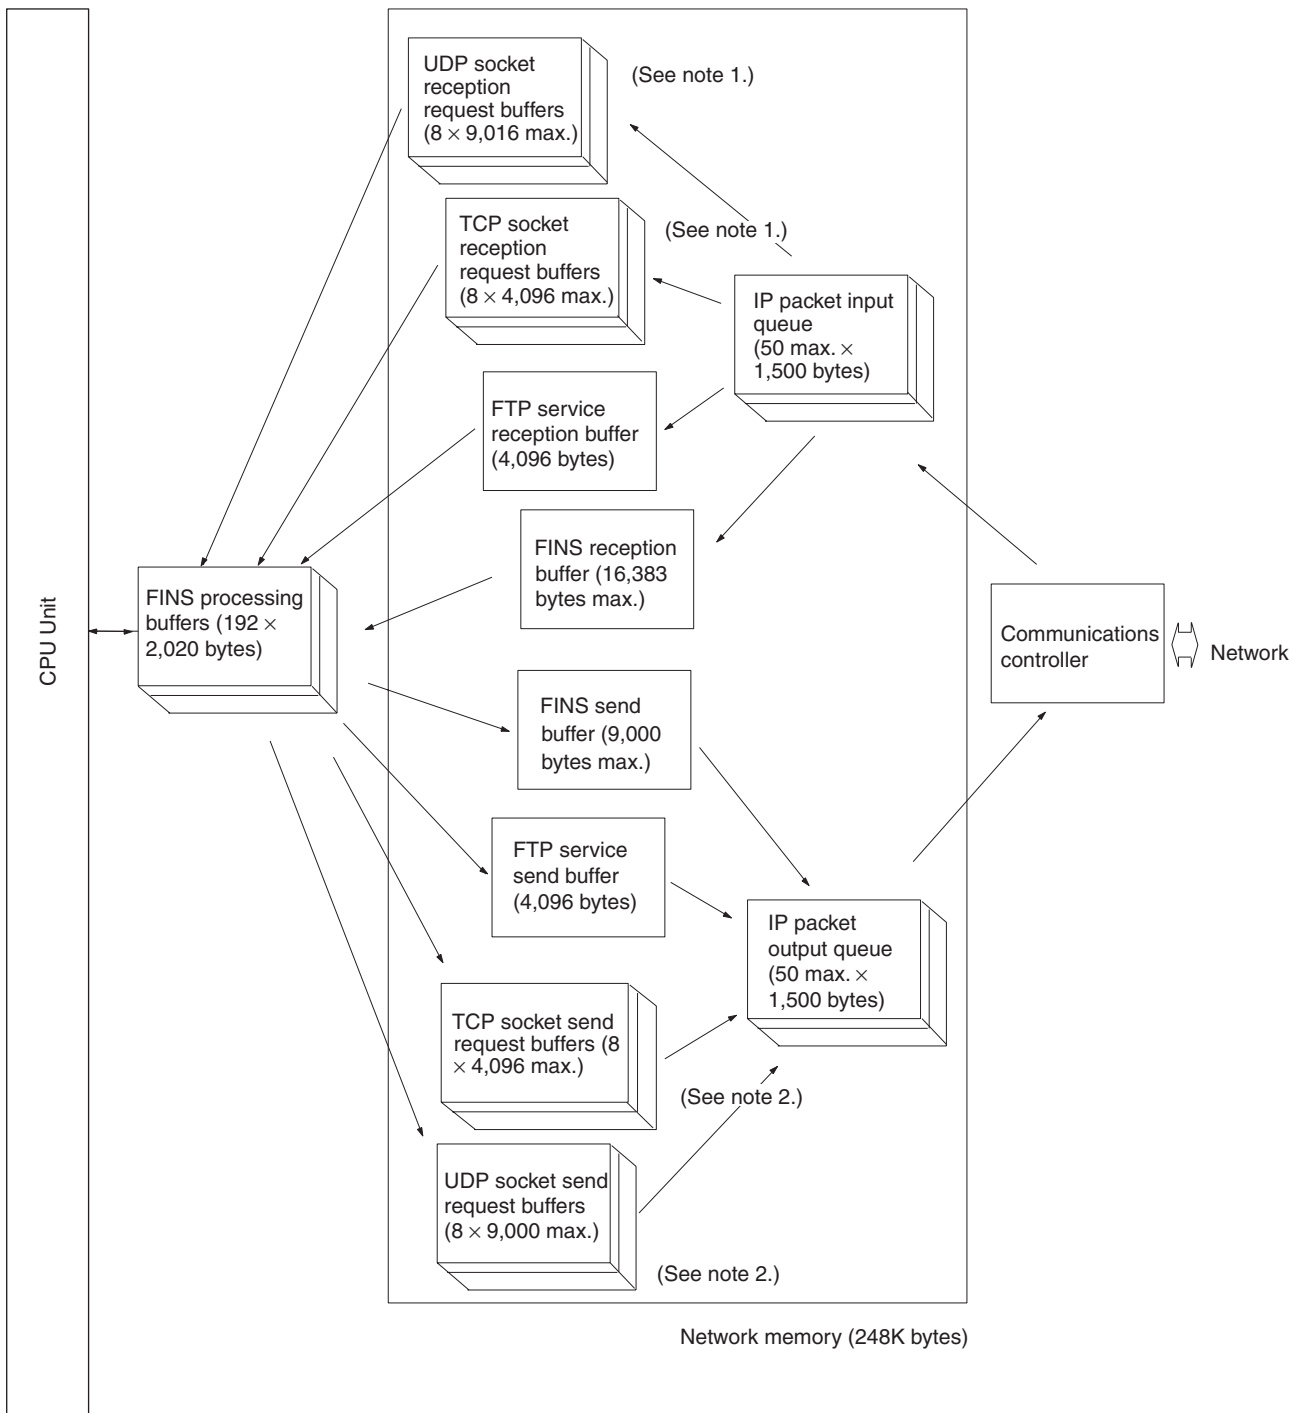 UDP socket
reception
request buffers
(8 × 9,016 max.)
(See note 1.)
TCP socket
reception
request buffers
(8 × 4,096 max.)
(See note 1.)
IP packet input
queue
(50 max. ×
1,500 bytes)
FTP service
reception buffer
(4,096 bytes)
FINS reception
buffer (16,383
bytes max.)
CPU Unit
FINS processing
buffers (192 ×
2,020 bytes)
Communications
controller
Network
FINS send
buffer (9,000
bytes max.)
FTP service
send buffer
(4,096 bytes)
IP packet
output queue
(50 max. ×
1,500 bytes)
TCP socket send
request buffers (8
× 4,096 max.)
(See note 2.)
UDP socket send
request buffers
(8 × 9,000 max.)
(See note 2.)
Network memory (248K bytes)